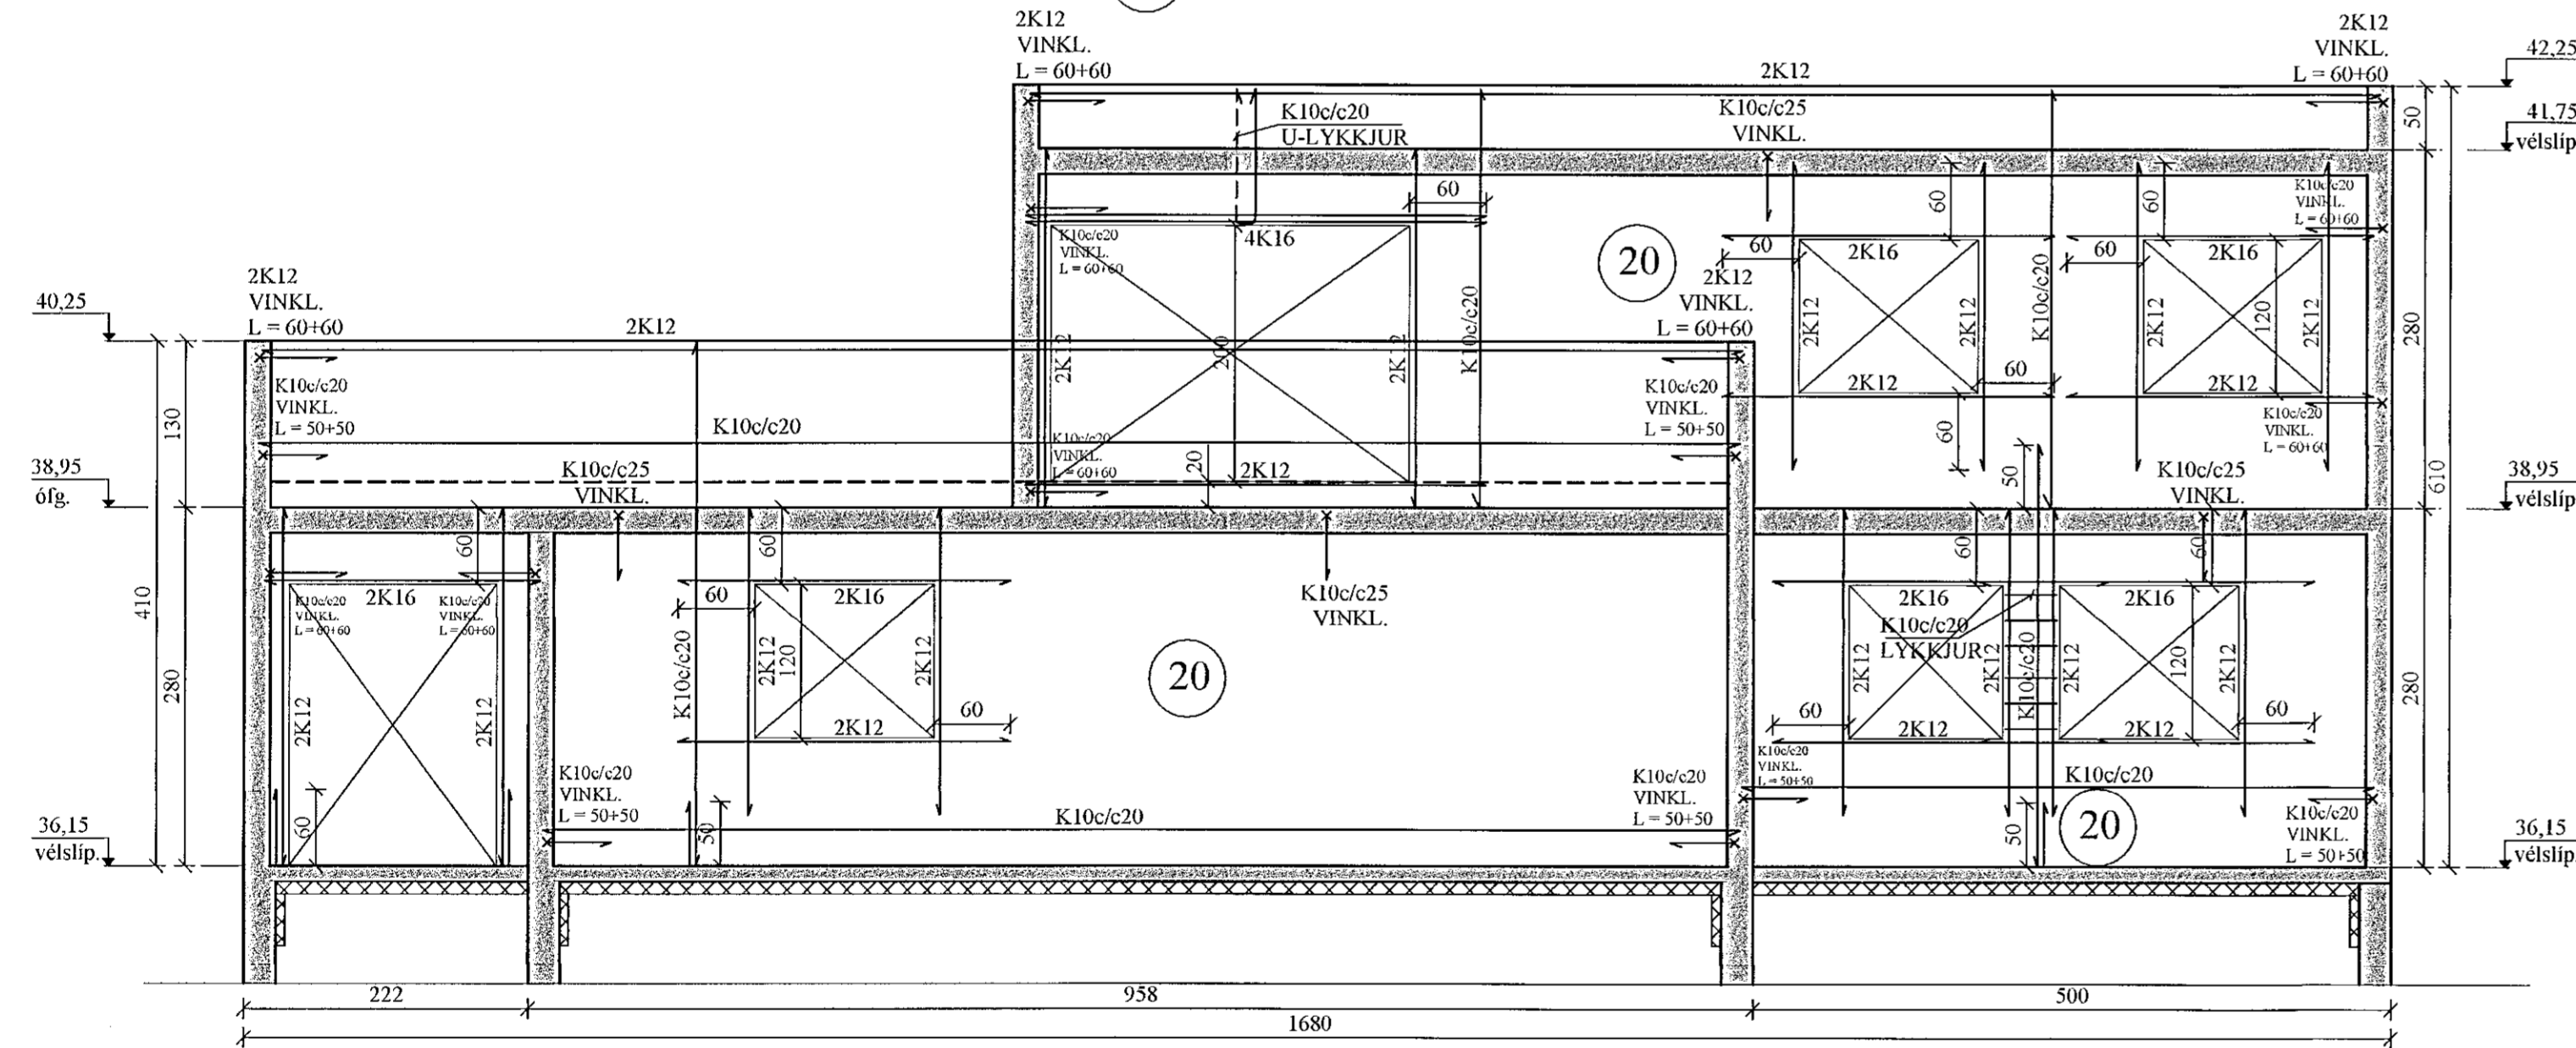 2K12
VINKL.
L = 60+60
2K12
2K12
VINKL.
L = 60+60
42,25
K10c/c20
U-LYKKJUR
K10c/c25
VINKL.
50
41,75
vélslíp
60
60
60
K10c/c20
VINKL.
L = 60+60
K10c/c20
VINKL.
L = 60+60
4K16
20
60
2K16
60
2K16
2K12
VINKL.
L = 60+60
2K12
VINKL.
L = 60+60
40,25
2K12
2K12
200
2K12
K10c/c20
2K12
2K12
K10c/c20
2K12
120
2K12
280
K10c/c20
VINKL.
L = 50+50
130
K10c/c20
K10c/c20
VINKL.
L = 50+50
2K12
60
2K12
K10c/c20
VINKL.
L = 60+60
60
K10c/c20
VINKL.
L = 60+60
38,95
ófg.
K10c/c25
VINKL.
20
2K12
50
K10c/c25
VINKL.
610
38,95
vélslíp
60
60
60
60
410
280
K10c/c20
VINKL.
L = 60+60
2K16
K10c/c20
VINKL.
L = 60+60
60
2K16
K10c/c25
VINKL.
2K16
2K16
K10c/c20
LYKKJUR
2K12
2K12
K10c/c20
2K12
120
2K12
20
2K12
2K12
K10c/c20
2K12
120
2K12
280
2K12
60
60
2K12
2K12
60
K10c/c20
VINKL.
L = 50+50
K10c/c20
VINKL.
L = 50+50
K10c/c20
VINKL.
L = 50+50
K10c/c20
60
50
K10c/c20
50
20
K10c/c20
VINKL.
L = 50+50
36,15
vélslíp.
36,15
vélslíp
222
958
500
1680